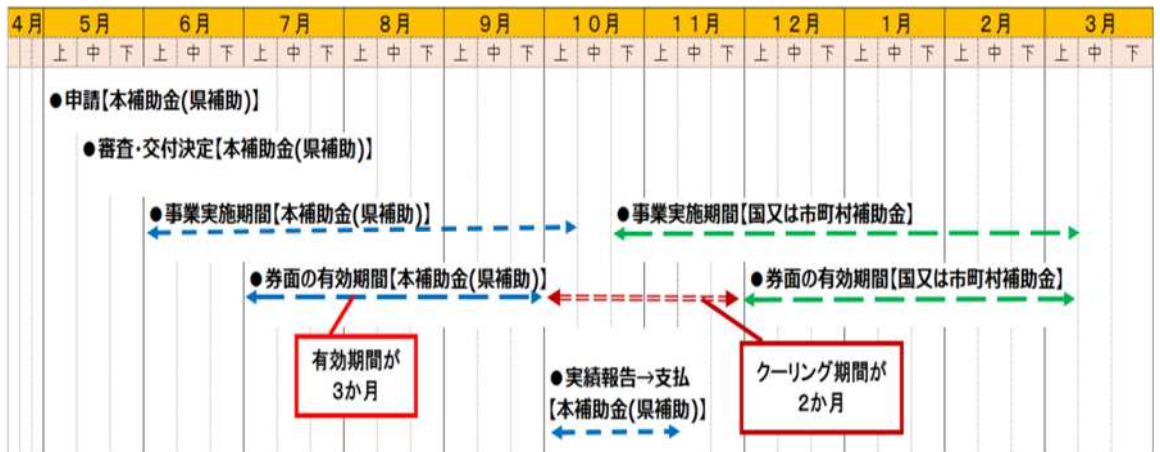 4月 5月 6月 7月 8月 9月 10月 11月 12月 1月 2月 3月
上 中 下 上 中 下 上 中 下 上 中 下 上 中 下 上 中 下 上 中 下 上 中 下 上 中 下 上 中 下 上 中 下
●申請【本補助金(県補助)】
●審査・交付決定【本補助金(県補助)】
●事業実施期間【本補助金(県補助)】
●事業実施期間【国又は市町村補助金】
●券面の有効期間【本補助金(県補助)】
●券面の有効期間【国又は市町村補助金】
有効期間が
3か月
●実績報告→支払
【本補助金(県補助)】
クーリング期間が
2か月